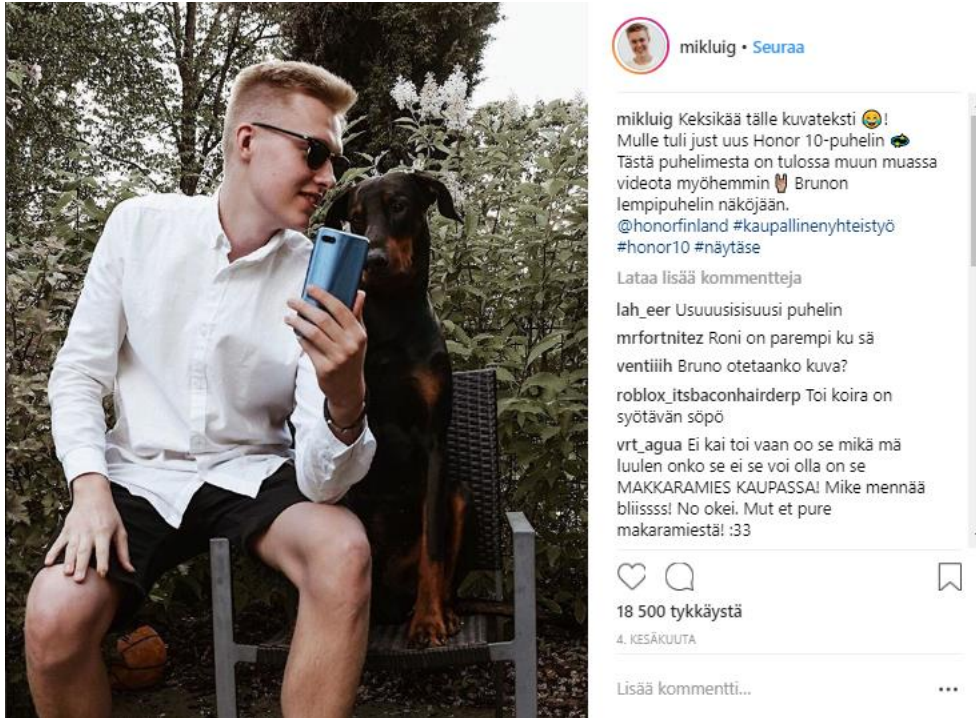 mikluig • Seuraa
mikluig Keksikää tälle kuvateksti 😂!
Mulle tuli just uus Honor 10-puhelin
Tästä puhelimesta on tulossa muun muassa
videota myöhemmin 🤘 Brunon
lempipuhelin näköjään.
@honorfinland #kaupallinenyhteistyö
#honor10 #näytäse
Lataa lisää kommentteja
lah_eer Usuuusisisuusi puhelin
mrfortnitez Roni on parempi ku sä
ventiiih Bruno otetaanko kuva?
roblox_itsbaconhairderp Toi koira on
syötävän söpö
vrt_agua Ei kai toi vaan oo se mikä mä
luulen onko se ei se voi olla on se
MAKKARAMIES KAUPASSA! Mike mennää
bliissss! No okei. Mut et pure
makaramiestä! :33
18 500 tykkäystä
4. KESÄKUUTA
Lisää kommentti...